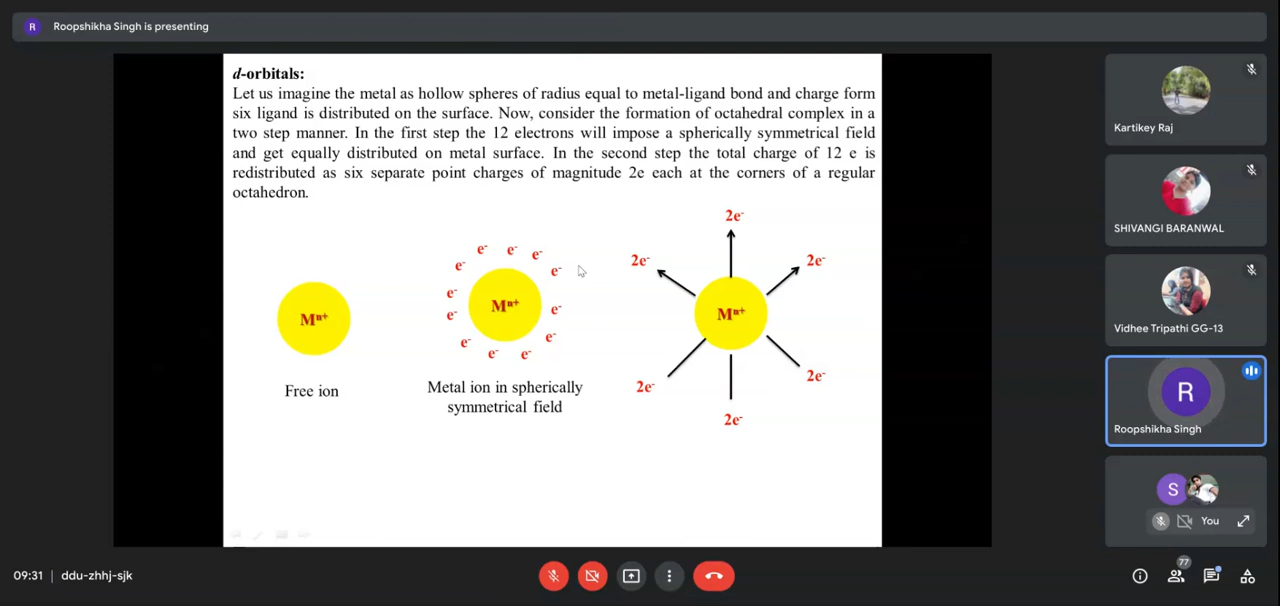 R Roopshikha Singh is presenting
d-orbitals:
Let us imagine the metal as hollow spheres of radius equal to metal-ligand bond and charge form
six ligand is distributed on the surface. Now, consider the formation of octahedral complex in a
two step manner. In the first step the 12 electrons will impose a spherically symmetrical field
and get equally distributed on metal surface. In the second step the total charge of 12 e is
redistributed as six separate point charges of magnitude 2e each at the corners of a regular
octahedron.
Mⁿ⁺
Free ion
e⁻ e⁻ e⁻
e⁻ e⁻
e⁻
Mⁿ⁺ e⁻
e⁻
e⁻ e⁻
e⁻ e⁻
Metal ion in spherically
symmetrical field
2e⁻
2e⁻ 2e⁻
Mⁿ⁺
2e⁻ 2e⁻
2e⁻
Kartikey Raj
SHIVANGI BARANWAL
Vidhee Tripathi GG-13
R
Roopshikha Singh
S
You
09:31 | ddu-zhhj-sjk
77